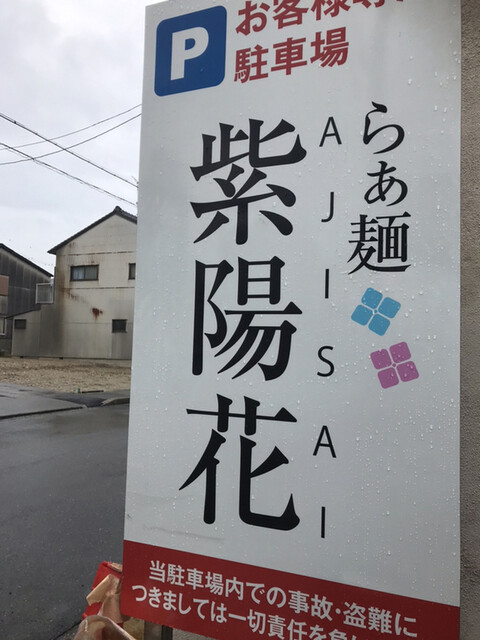 P
お客様専
駐車場
らぁ麺
AJISAI
紫陽花
当駐車場内での事故・盗難に
つきましては一切責任を負